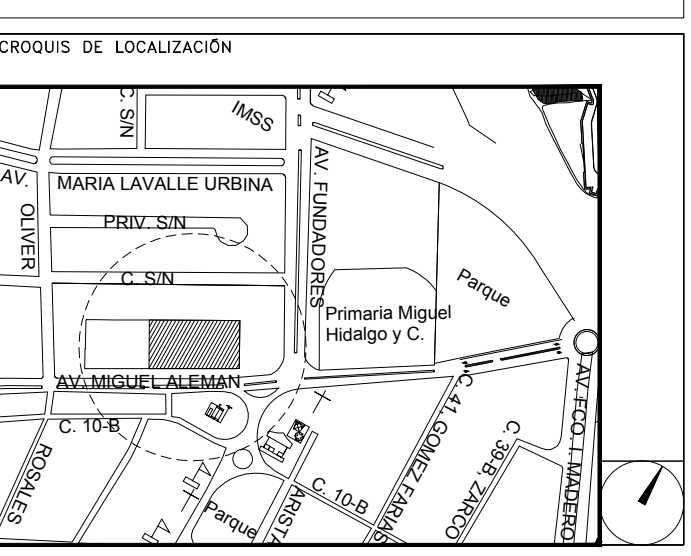 CROQUIS DE LOCALIZACIÓN
C. S/N
IMSS
AV.
OLIVER
MARIA LAVALLE URBINA
AV. FUNDADORES
PRIV. S/N
C. S/N
Parque
Primaria Miguel
Hidalgo y C.
AV. MIGUEL ALEMAN
C. 10-B
ROSALES
C. 41, GOMEZ FARIAS
C. 39-B, ZARCO
AV. FCO. I. MADERO
C. 10-B
ARISTA
Parque